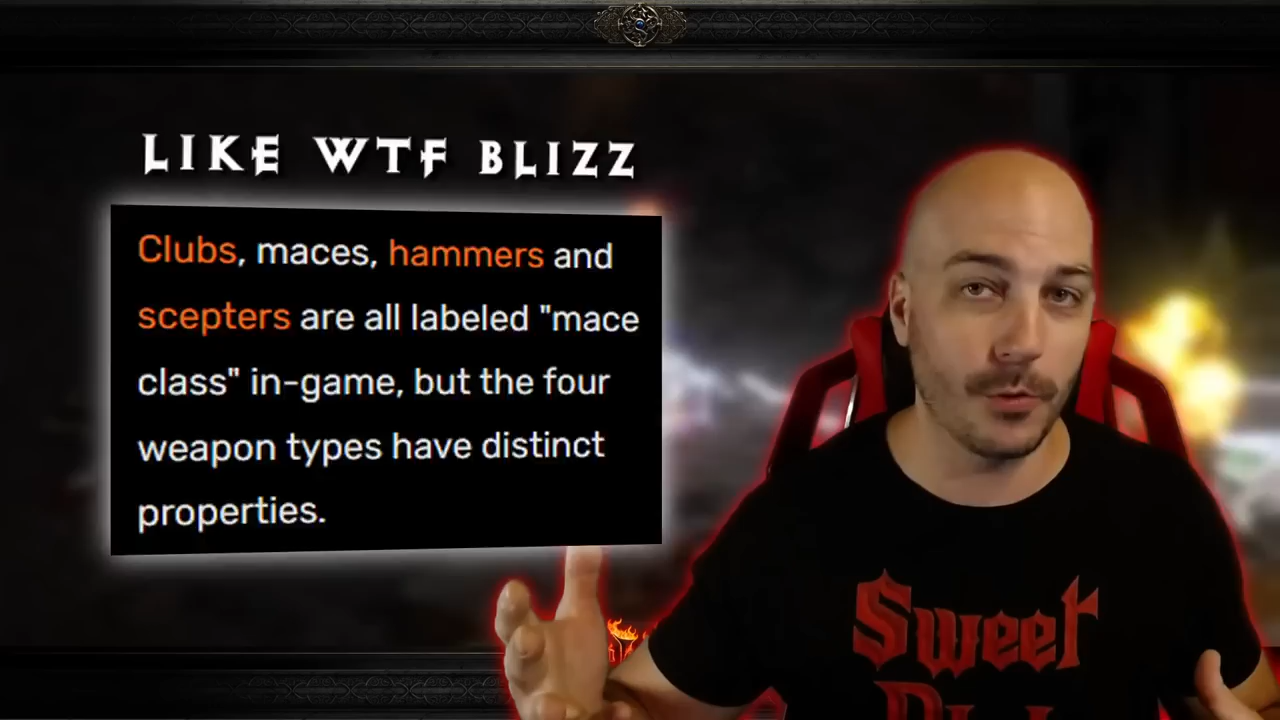 LIKE WTF BLIZZ
Clubs, maces, hammers and
scepters are all labeled "mace
class" in-game, but the four
weapon types have distinct
properties.
Sweet